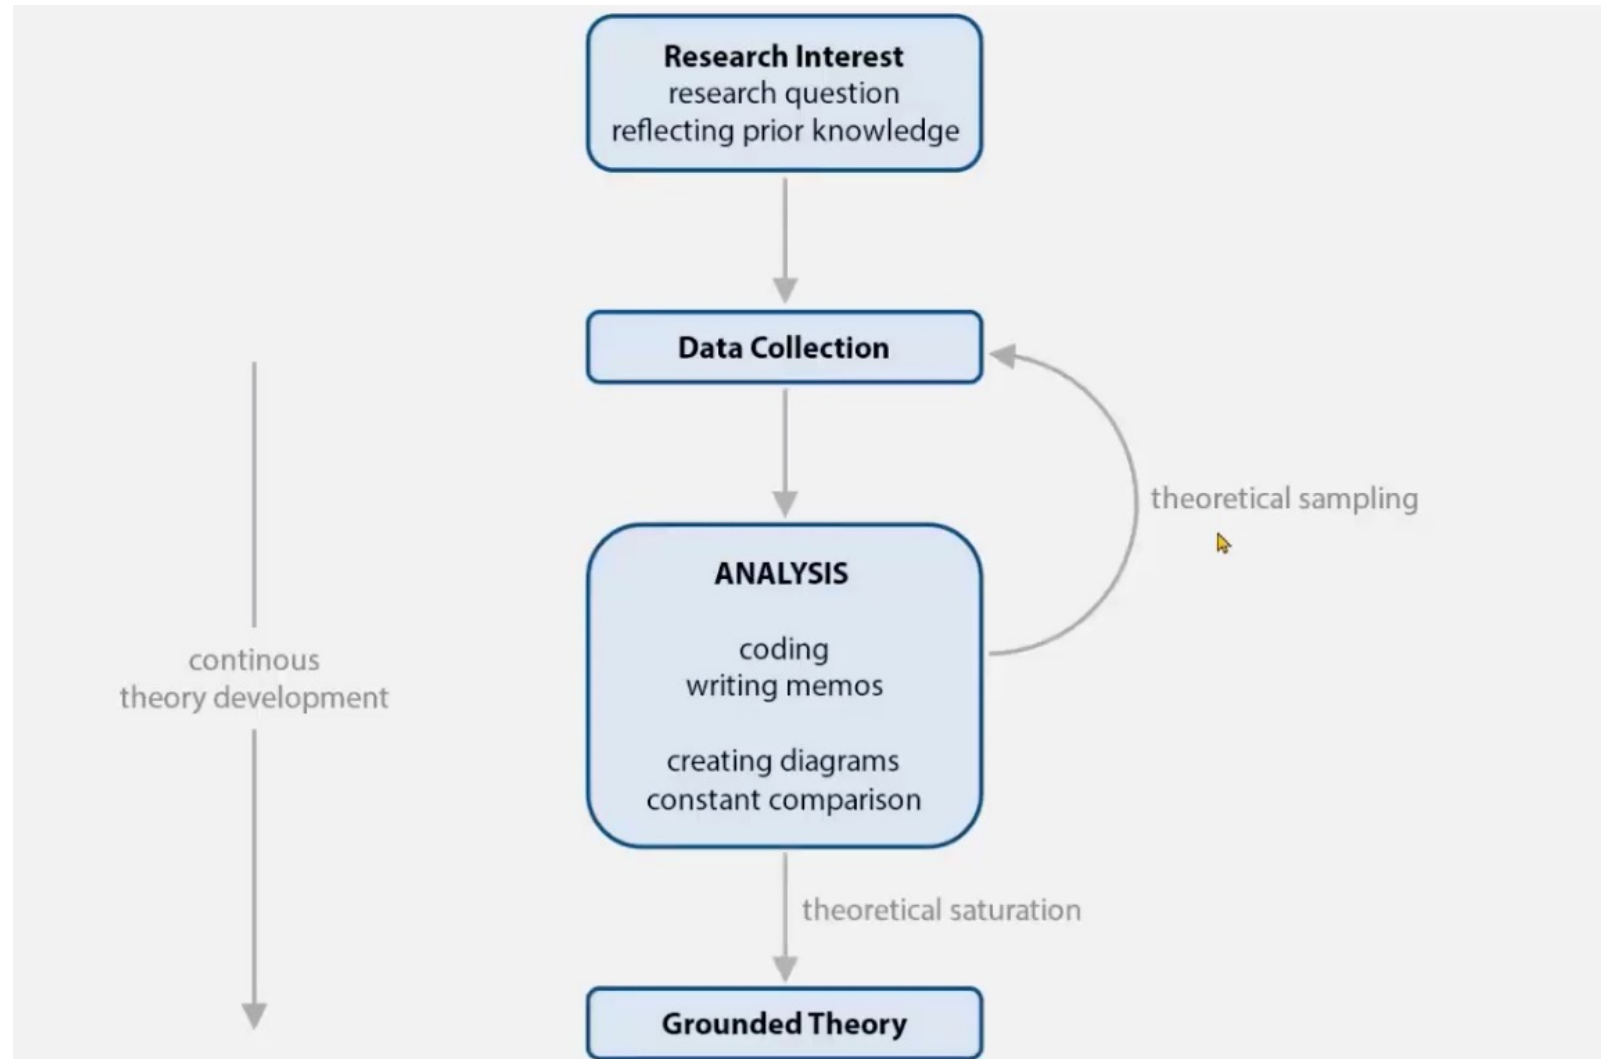 Research Interest
research question
reflecting prior knowledge
Data Collection
theoretical sampling
ANALYSIS
coding
writing memos
creating diagrams
constant comparison
continous
theory development
theoretical saturation
Grounded Theory